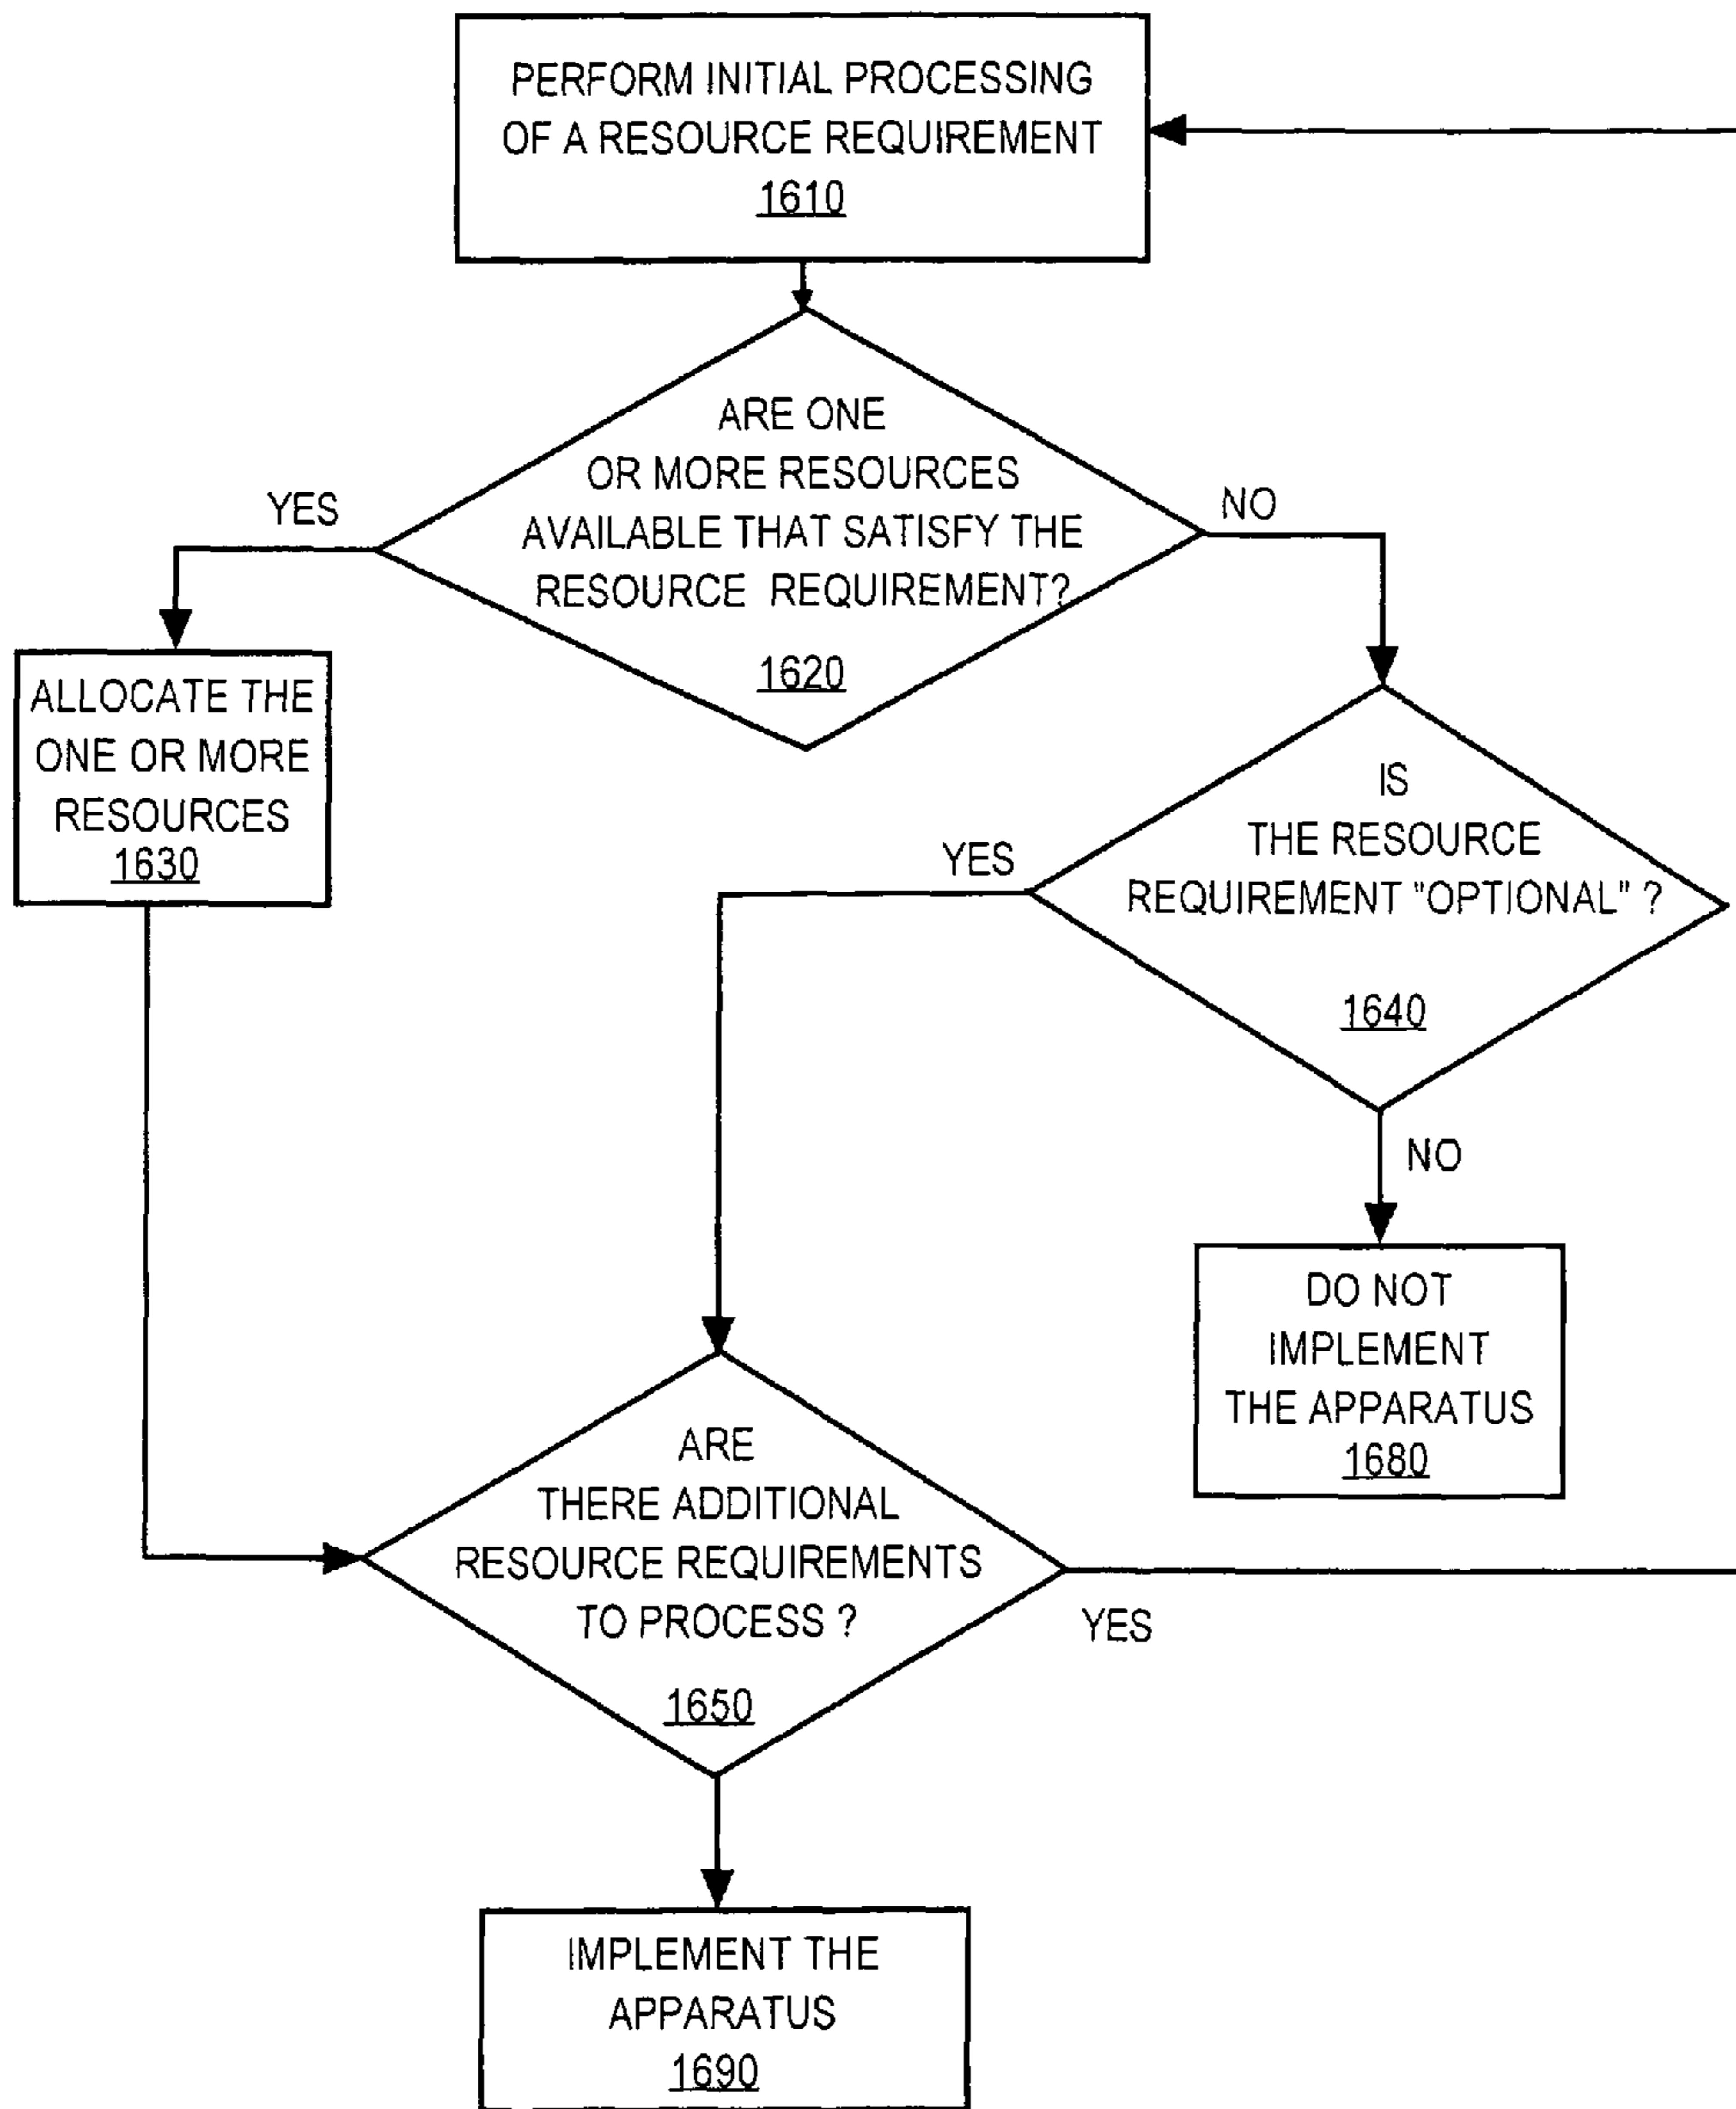 PERFORM INITIAL PROCESSING
OF A RESOURCE REQUIREMENT
1610
ARE ONE
OR MORE RESOURCES
AVAILABLE THAT SATISFY THE
RESOURCE REQUIREMENT?
1620
YES
NO
ALLOCATE THE
ONE OR MORE
RESOURCES
1630
IS
THE RESOURCE
REQUIREMENT "OPTIONAL" ?
1640
YES
NO
DO NOT
IMPLEMENT
THE APPARATUS
1680
ARE
THERE ADDITIONAL
RESOURCE REQUIREMENTS
TO PROCESS ?
1650
YES
IMPLEMENT THE
APPARATUS
1690